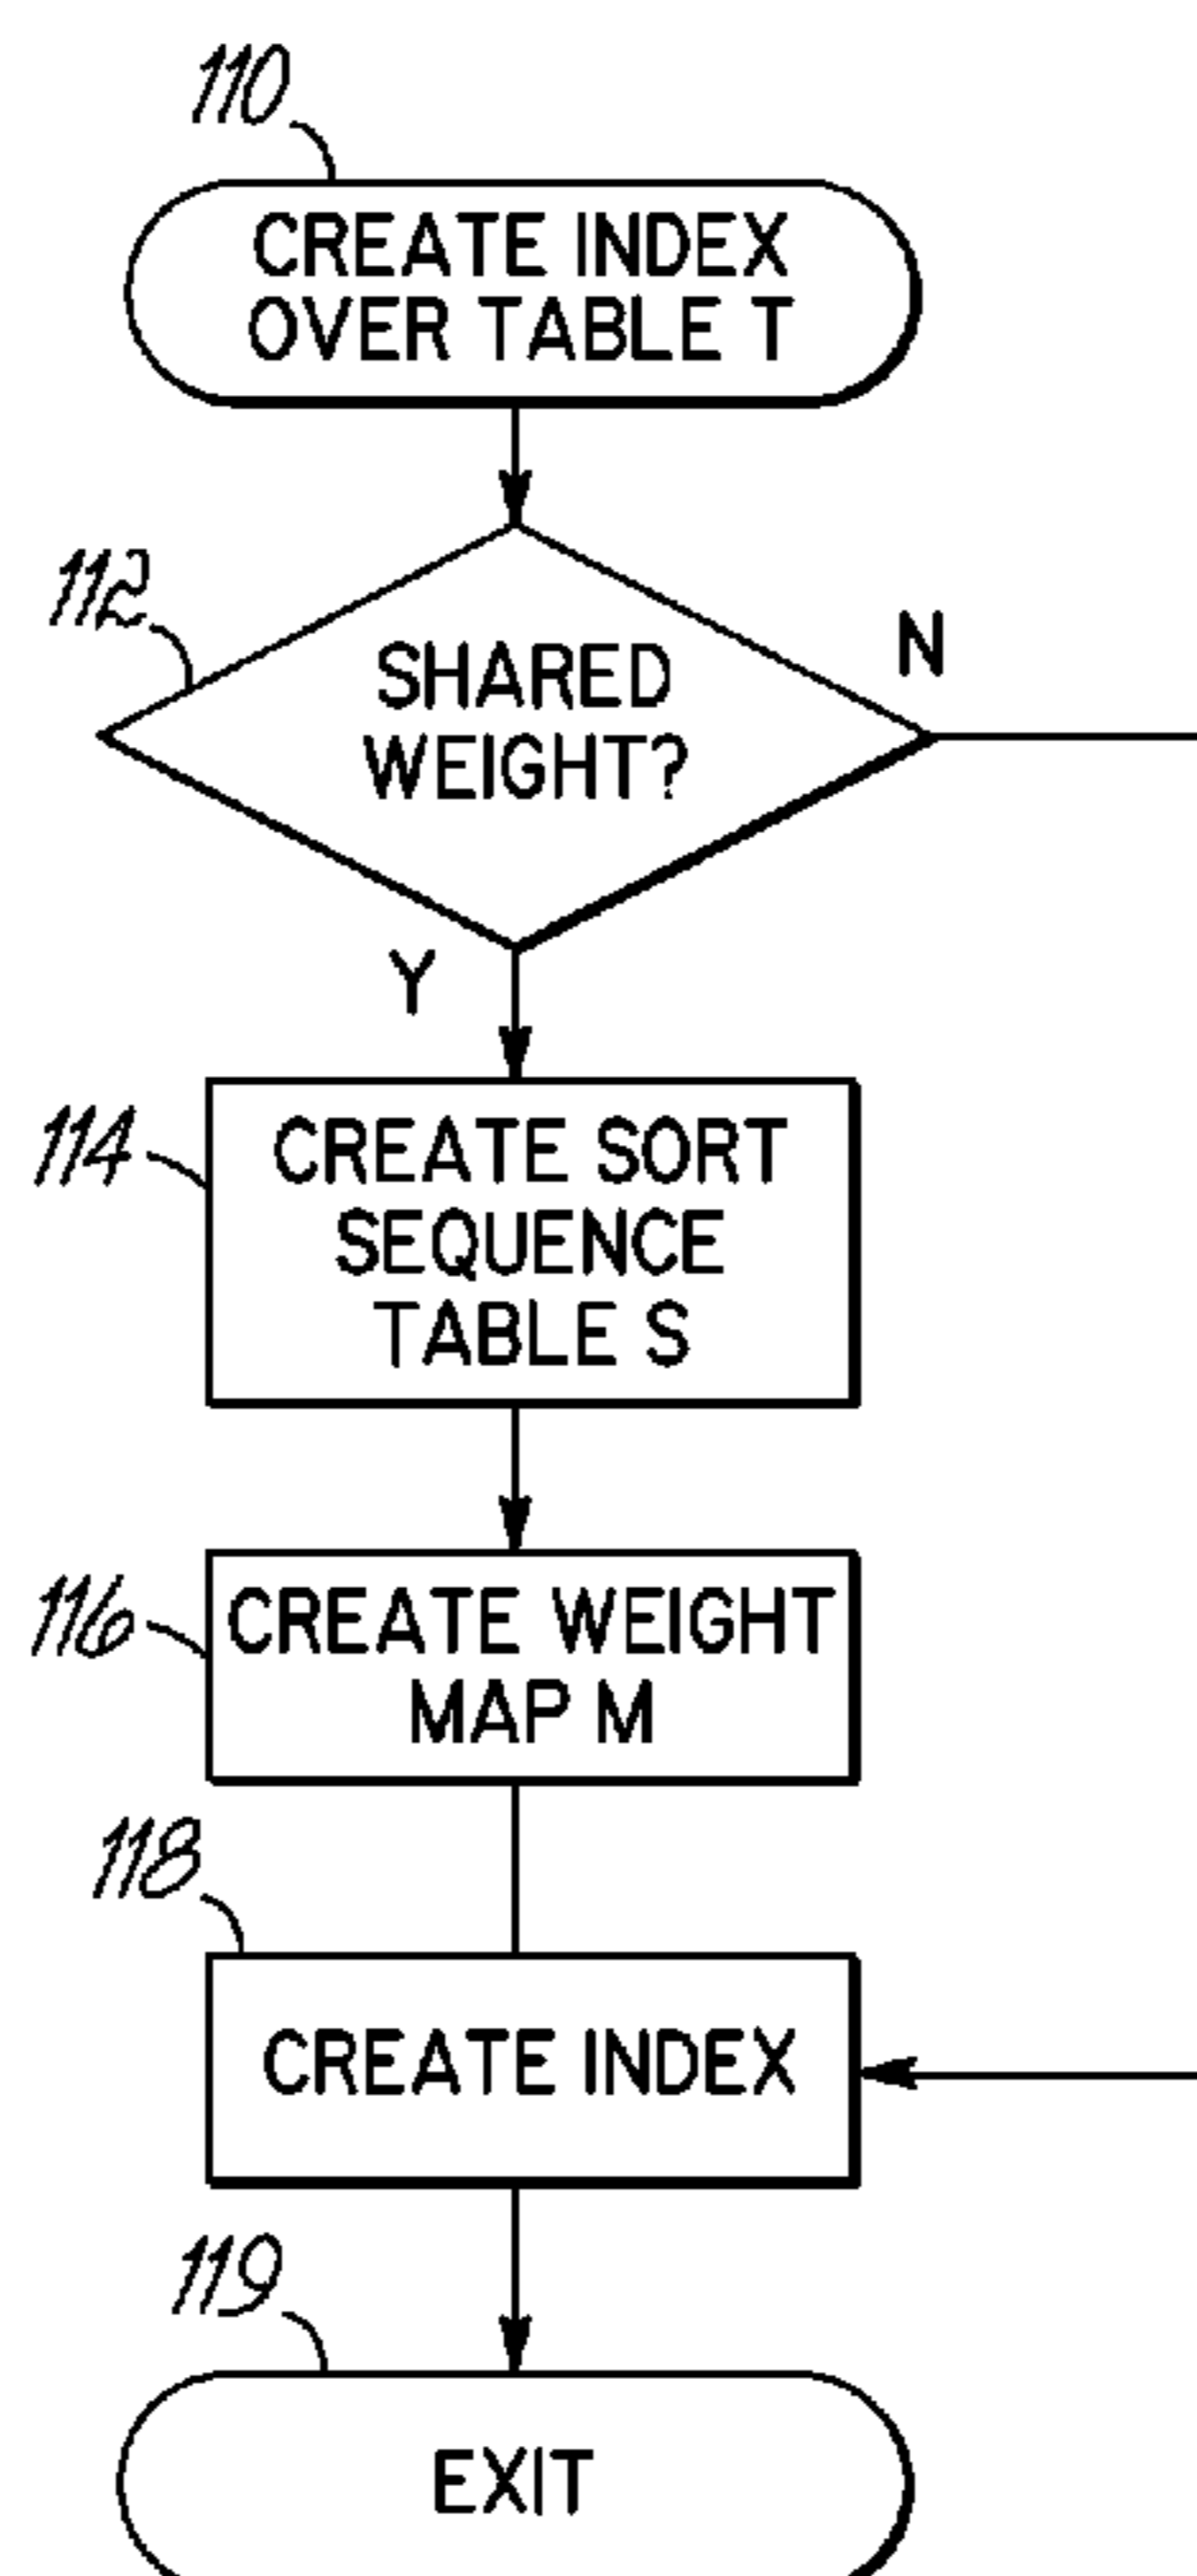 110
CREATE INDEX
OVER TABLE T
112
SHARED
WEIGHT?
N
Y
114
CREATE SORT
SEQUENCE
TABLE S
116
CREATE WEIGHT
MAP M
118
CREATE INDEX
119
EXIT